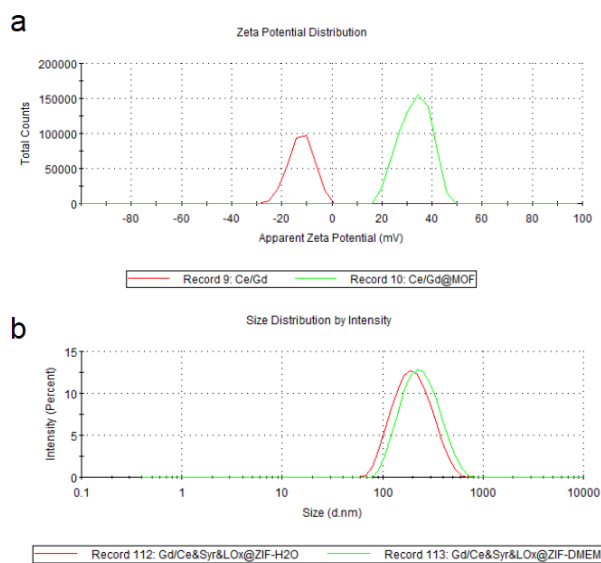 a
Zeta Potential Distribution
200000
150000
100000
50000
0
Total Counts
-80 -60 -40 -20 0 20 40 60 80 100
Apparent Zeta Potential (mV)
Record 9: Ce/Gd Record 10: Ce/Gd@MOF
b
Size Distribution by Intensity
15
10
5
0
Intensity (Percent)
0.1 1 10 100 1000 10000
Size (d.nm)
Record 112: Gd/Ce&Syr&LOx@ZIF-H2O Record 113: Gd/Ce&Syr&LOx@ZIF-DMEM